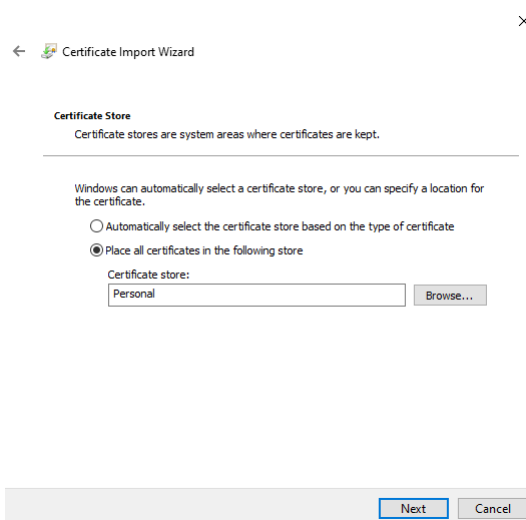 Certificate Import Wizard
Certificate Store
Certificate stores are system areas where certificates are kept.
Windows can automatically select a certificate store, or you can specify a location for
the certificate.
Automatically select the certificate store based on the type of certificate
Place all certificates in the following store
Certificate store:
Personal
Browse...
Next Cancel